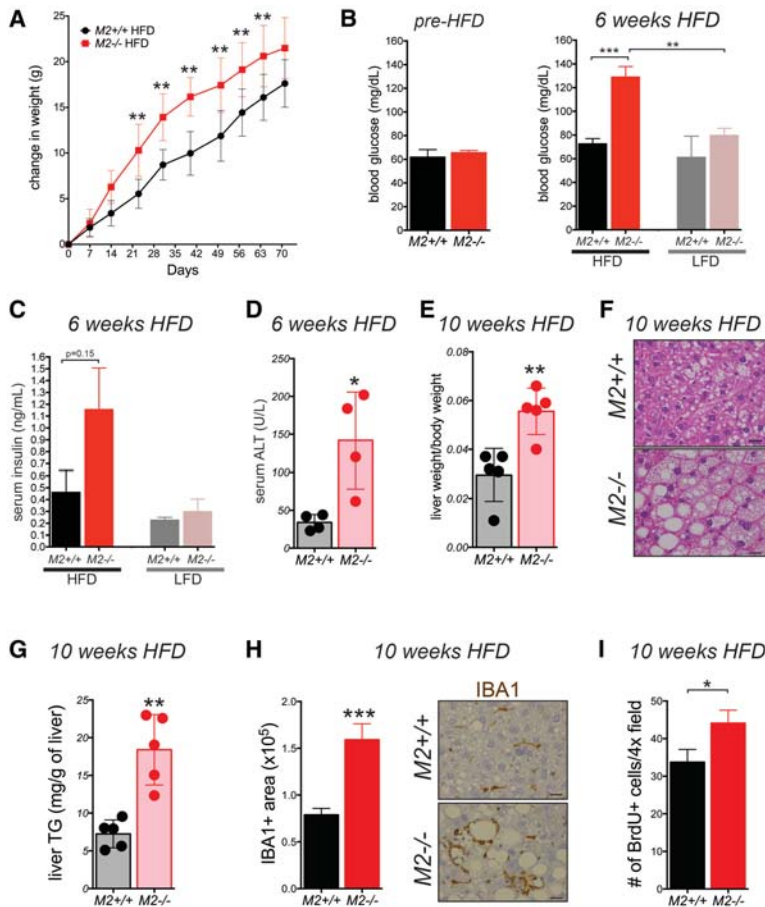 A
M2+/+ HFD
M2-/- HFD
change in weight (g)
25
20
15
10
5
0
** ** ** ** ** **
0 7 14 21 28 35 42 49 56 63 70
Days
B
pre-HFD
blood glucose (mg/dL)
160
140
120
100
80
60
40
20
0
M2+/+ M2-/-
6 weeks HFD
blood glucose (mg/dL)
160
140
120
100
80
60
40
20
0
*** **
M2+/+ M2-/- M2+/+ M2-/-
HFD LFD
C
6 weeks HFD
serum insulin (ng/mL)
1.6
1.5
1.4
1.3
1.2
1.1
1.0
0.9
0.8
0.7
0.6
0.5
0.4
0.3
0.2
0.1
0.0
p=0.15
M2+/+ M2-/- M2+/+ M2-/-
HFD LFD
D
6 weeks HFD
serum ALT (U/L)
250
200
150
100
50
0
*
M2+/+ M2-/-
E
10 weeks HFD
liver weight/body weight
0.08
0.06
0.04
0.02
0.00
**
M2+/+ M2-/-
F
10 weeks HFD
M2+/+
M2-/-
G
10 weeks HFD
liver TG (mg/g of liver)
25
20
15
10
5
0
**
M2+/+ M2-/-
H
10 weeks HFD
IBA1+ area (x10⁵)
2.0
1.5
1.0
0.5
0.0
***
M2+/+ M2-/-
IBA1
M2+/+
M2-/-
I
10 weeks HFD
# of BrdU+ cells/4x field
50
40
30
20
10
0
*
M2+/+ M2-/-